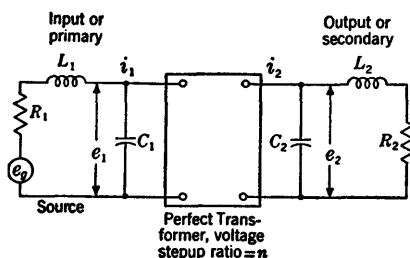 Input or
primary
Output or
secondary
L₁
i₁
i₂
L₂
R₁
e₁
C₁
C₂
e₂
R₂
e_g
Source
Perfect Trans-
former, voltage
stepup ratio=n